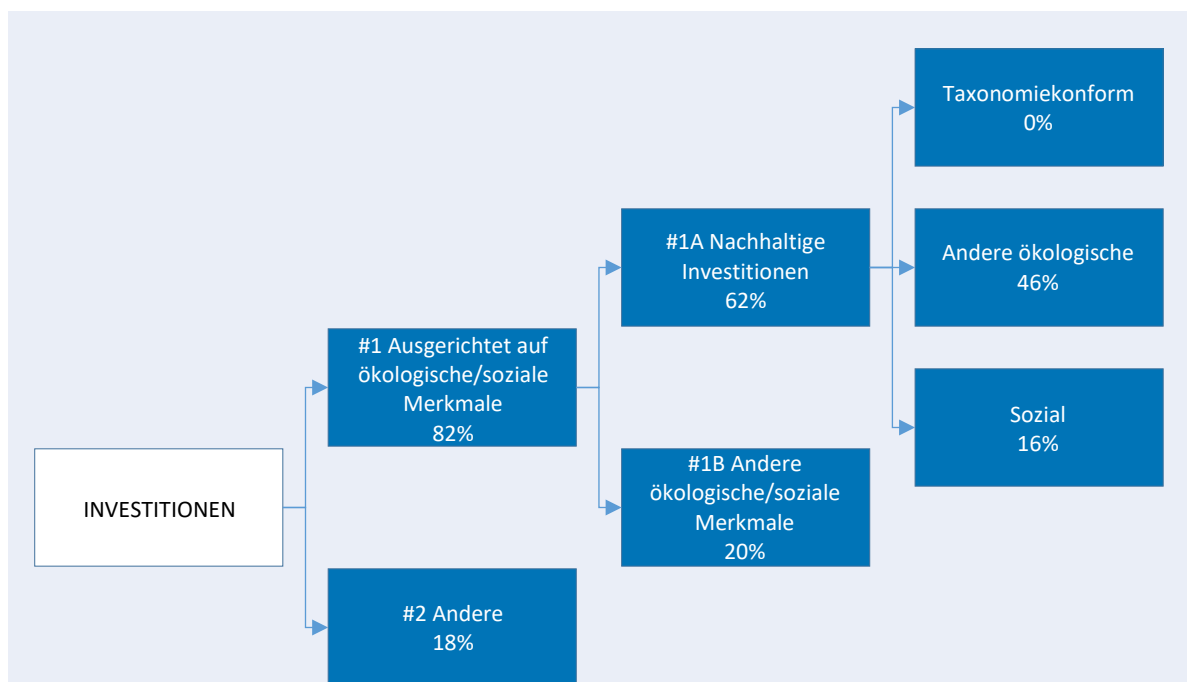 INVESTITIONEN
#1 Ausgerichtet auf
ökologische/soziale
Merkmale
82%
#2 Andere
18%
#1A Nachhaltige
Investitionen
62%
#1B Andere
ökologische/soziale
Merkmale
20%
Taxonomiekonform
0%
Andere ökologische
46%
Sozial
16%